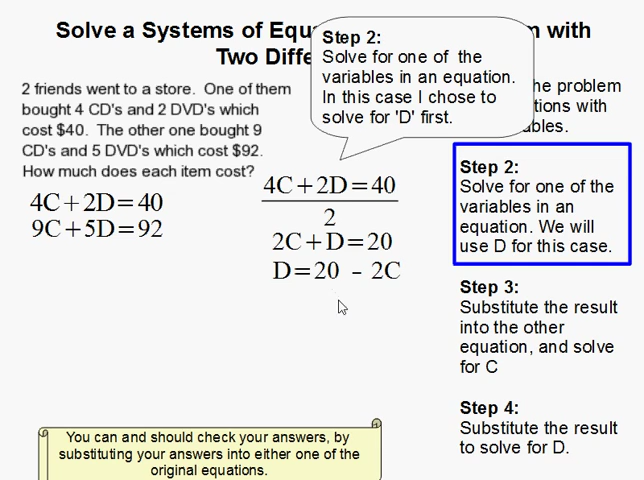 Solve a Systems of Equ
n with
Two Diffe
Step 2:
Solve for one of the
variables in an equation.
In this case I chose to
solve for 'D' first.
2 friends went to a store. One of them
bought 4 CD's and 2 DVD's which
cost $40. The other one bought 9
CD's and 5 DVD's which cost $92.
How much does each item cost?
4C+2D=40
9C+5D=92
4C+2D=40
2
2C+D=20
D=20 - 2C
he problem
tions with
ables.
Step 2:
Solve for one of the
variables in an
equation. We will
use D for this case.
Step 3:
Substitute the result
into the other
equation, and solve
for C
Step 4:
Substitute the result
to solve for D.
You can and should check your answers, by
substituting your answers into either one of the
original equations.